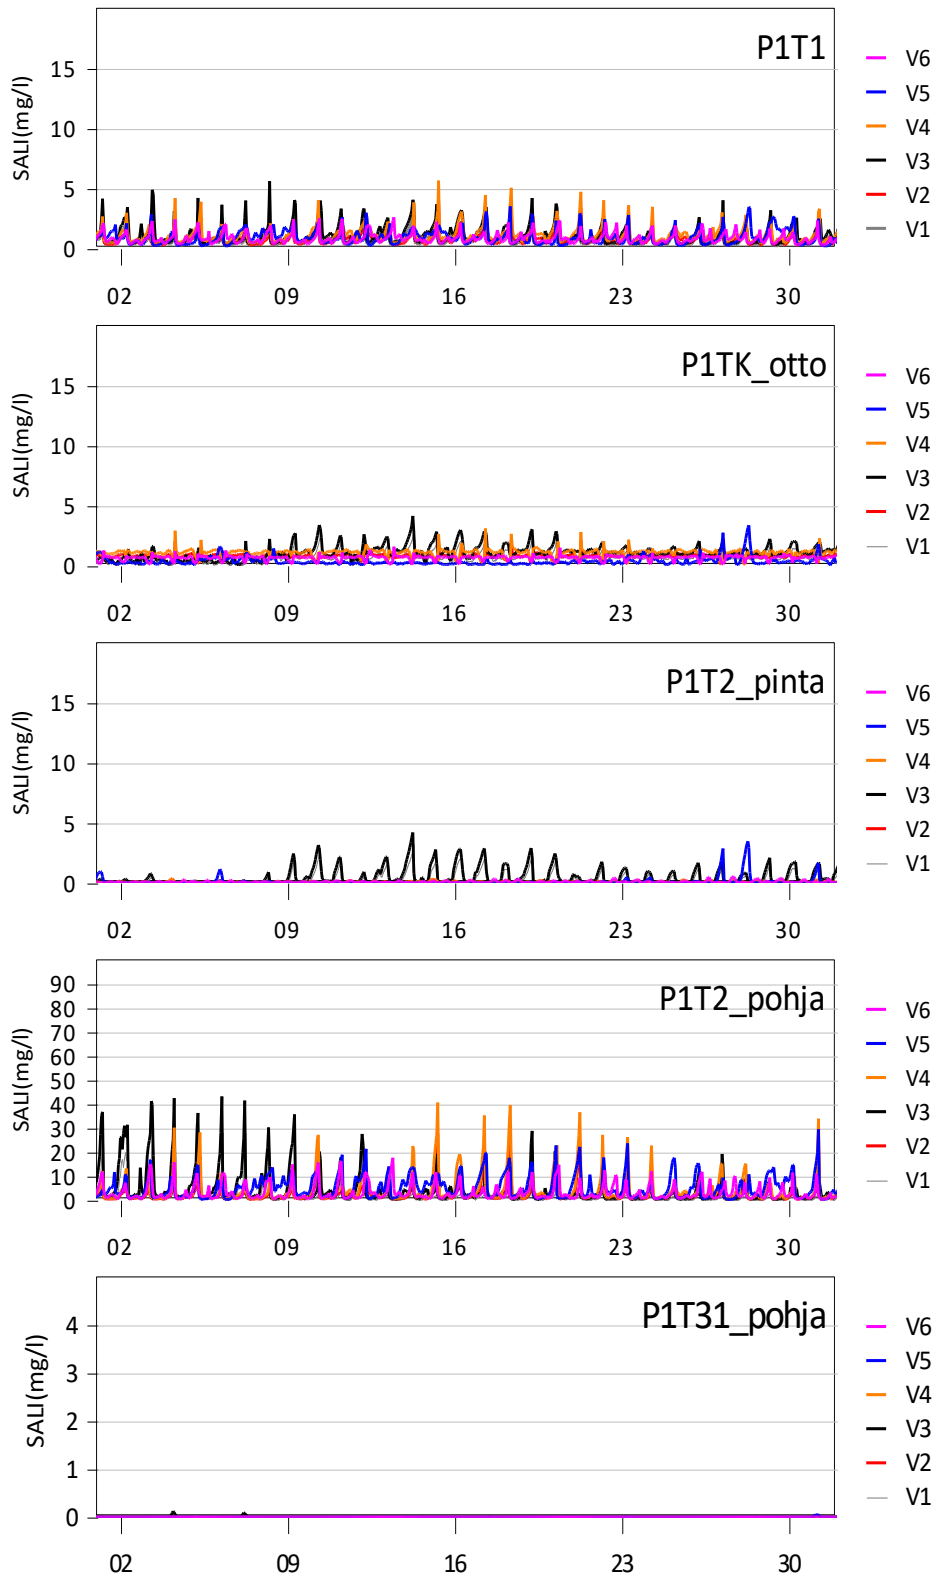 P1T1
SALI(mg/l)
15
10
5
0
02 09 16 23 30
V6
V5
V4
V3
V2
V1
P1TK_otto
SALI(mg/l)
15
10
5
0
02 09 16 23 30
V6
V5
V4
V3
V2
V1
P1T2_pinta
SALI(mg/l)
15
10
5
0
02 09 16 23 30
V6
V5
V4
V3
V2
V1
P1T2_pohja
SALI(mg/l)
90
80
70
60
50
40
30
20
10
0
02 09 16 23 30
V6
V5
V4
V3
V2
V1
P1T31_pohja
SALI(mg/l)
4
3
2
1
0
02 09 16 23 30
V6
V5
V4
V3
V2
V1